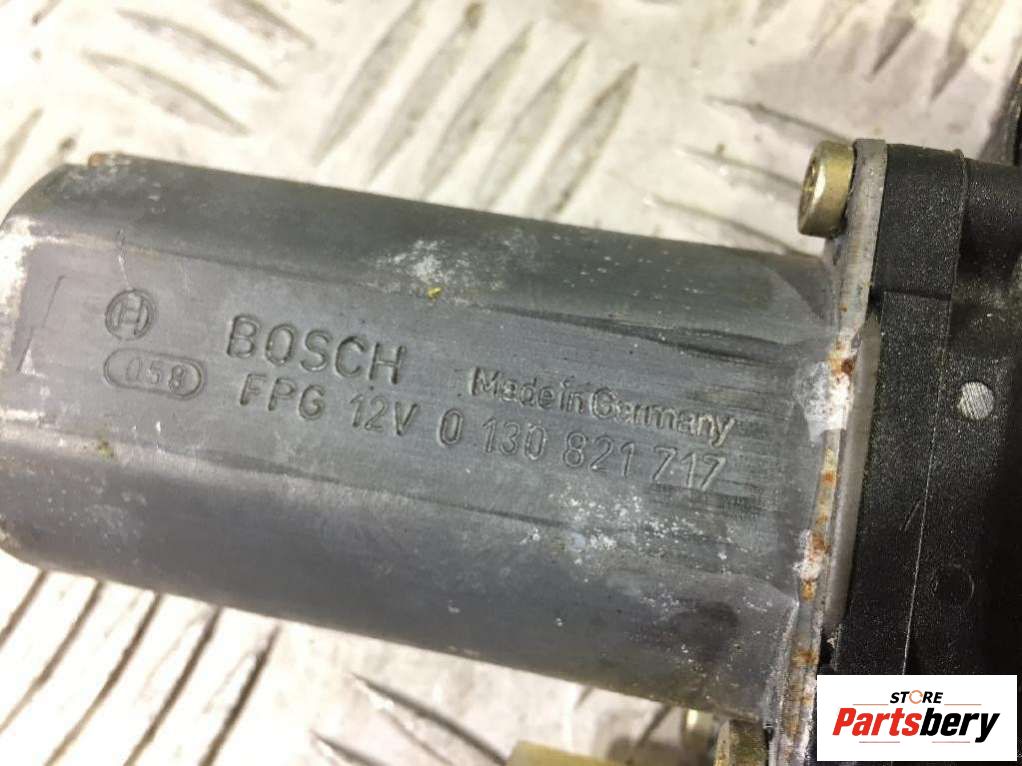 BOSCH
Made in Germany
058
FPG 12V 0 130 821 717
STORE
Partsbery